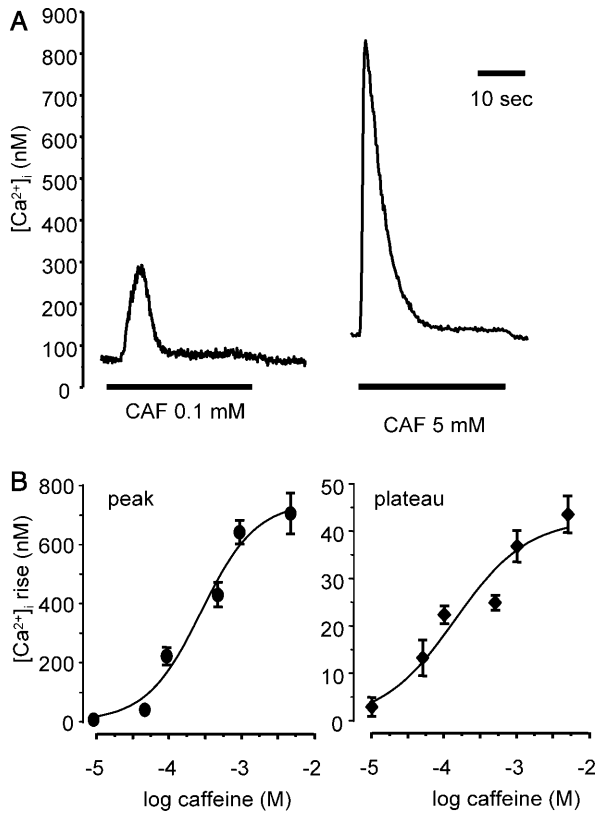 A
900
800
700
600
500
400
300
200
100
0
[Ca²⁺]ᵢ (nM)
10 sec
CAF 0.1 mM
CAF 5 mM
B
peak
800
600
400
200
0
[Ca²⁺]ᵢ rise (nM)
-5 -4 -3 -2
log caffeine (M)
plateau
50
40
30
20
10
0
-5 -4 -3 -2
log caffeine (M)